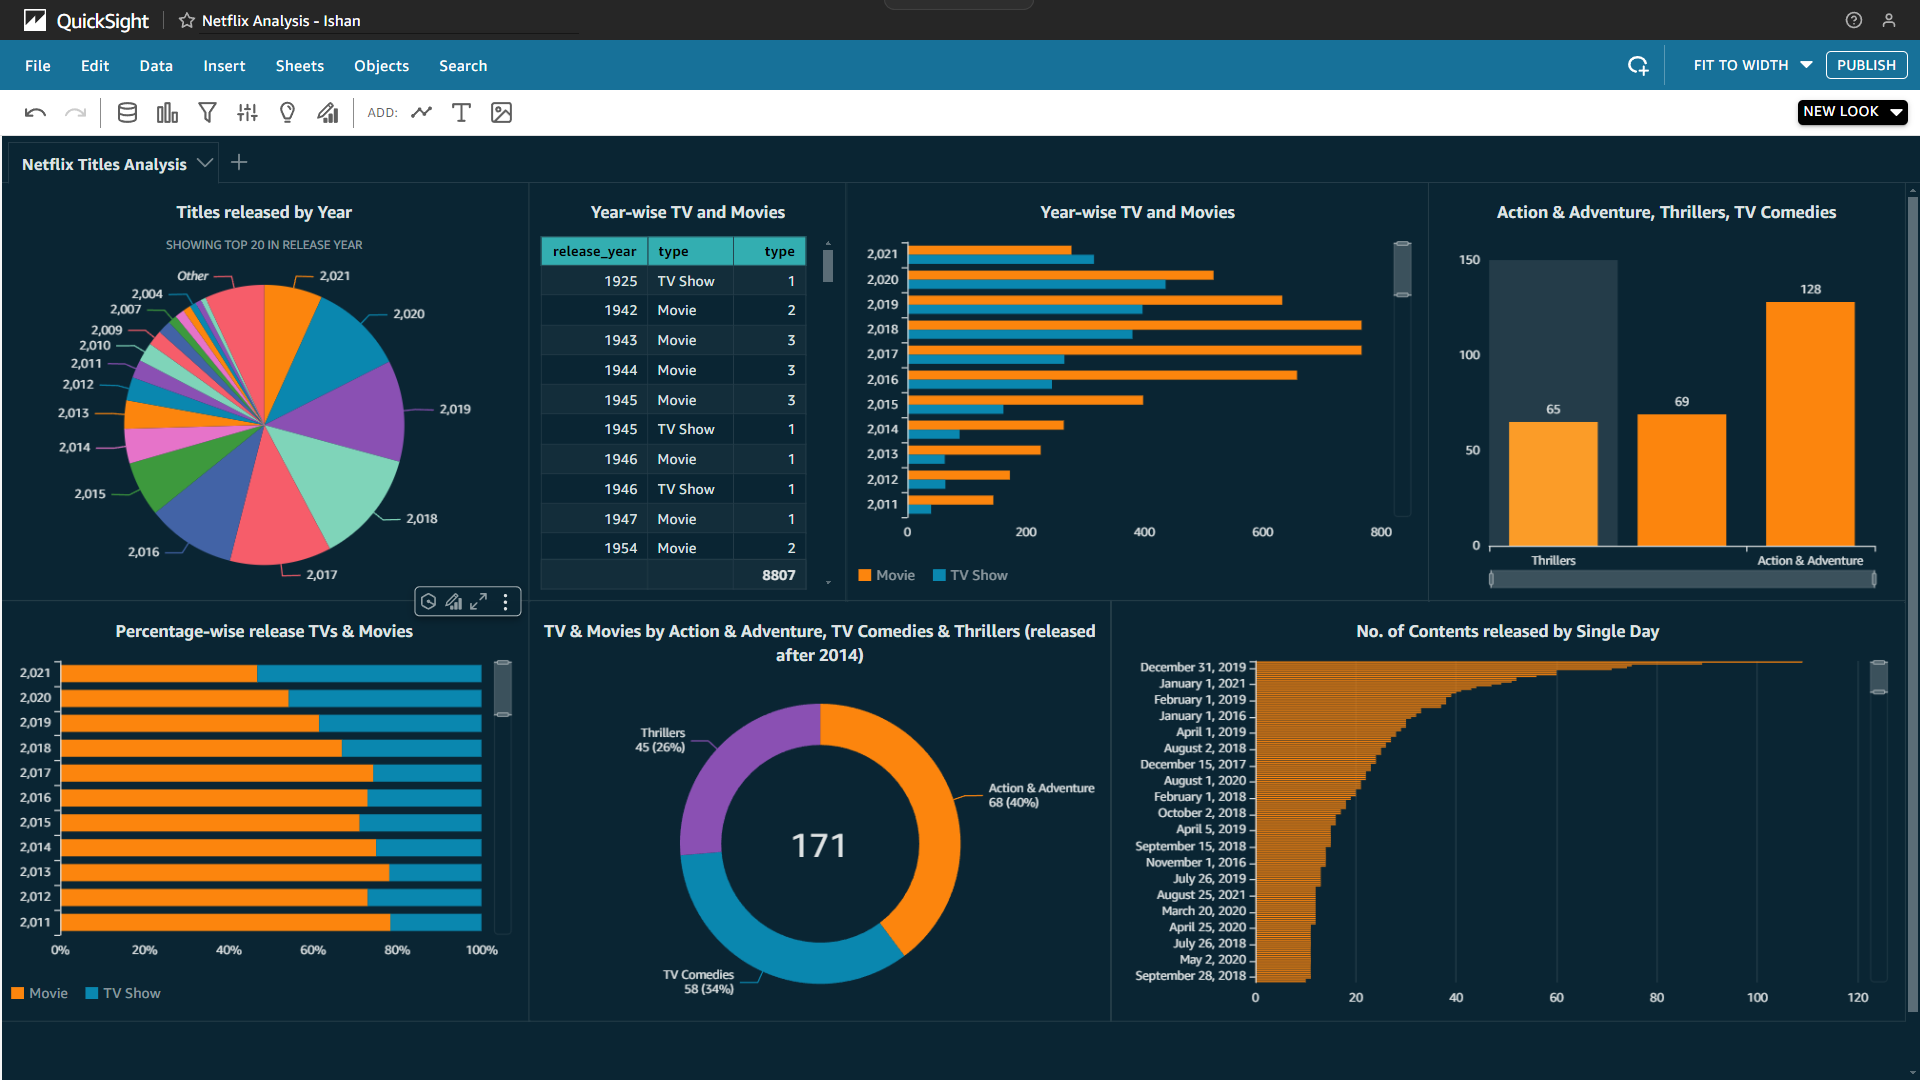 QuickSight
Netflix Analysis - Ishan
File Edit Data Insert Sheets Objects Search
FIT TO WIDTH
PUBLISH
ADD:
NEW LOOK
Netflix Titles Analysis
Titles released by Year
SHOWING TOP 20 IN RELEASE YEAR
Other
2,021
2,004
2,020
2,007
2,009
2,010
2,011
2,012
2,019
2,013
2,014
2,015
2,018
2,016
2,017
Year-wise TV and Movies
release_year type type
1925 TV Show 1
1942 Movie 2
1943 Movie 3
1944 Movie 3
1945 Movie 3
1945 TV Show 1
1946 Movie 1
1946 TV Show 1
1947 Movie 1
1954 Movie 2
8807
Year-wise TV and Movies
2,021
2,020
2,019
2,018
2,017
2,016
2,015
2,014
2,013
2,012
2,011
0 200 400 600 800
Movie TV Show
Action & Adventure, Thrillers, TV Comedies
150
128
100
65
69
50
0
Thrillers Action & Adventure
Percentage-wise release TVs & Movies
2,021
2,020
2,019
2,018
2,017
2,016
2,015
2,014
2,013
2,012
2,011
0% 20% 40% 60% 80% 100%
Movie TV Show
TV & Movies by Action & Adventure, TV Comedies & Thrillers (released
after 2014)
Thrillers
45 (26%)
Action & Adventure
68 (40%)
171
TV Comedies
58 (34%)
No. of Contents released by Single Day
December 31, 2019
January 1, 2021
February 1, 2019
January 1, 2016
April 1, 2019
August 2, 2018
December 15, 2017
August 1, 2020
February 1, 2018
October 2, 2018
April 5, 2019
September 15, 2018
November 1, 2016
July 26, 2019
August 25, 2021
March 20, 2020
April 25, 2020
July 26, 2018
May 2, 2020
September 28, 2018
0 20 40 60 80 100 120